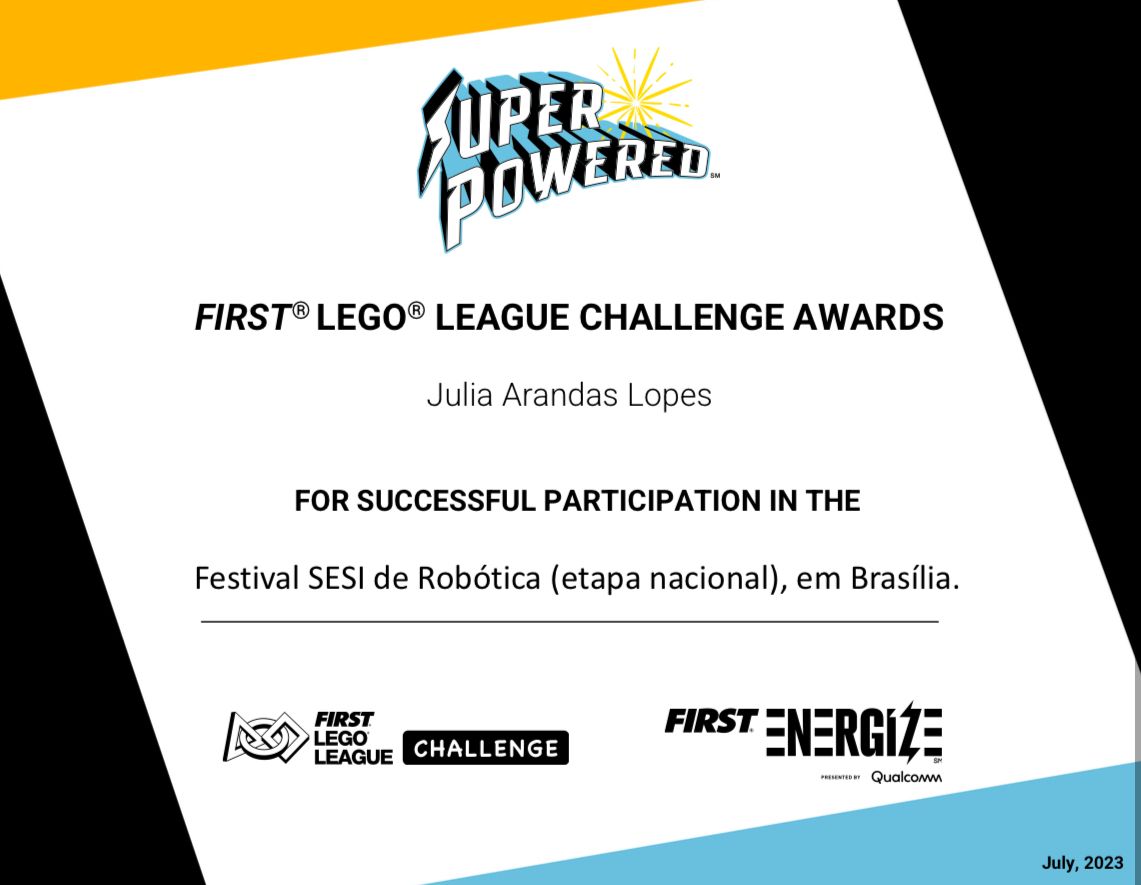 SUPER
POWERED SM
FIRST® LEGO® LEAGUE CHALLENGE AWARDS
Julia Arandas Lopes
FOR SUCCESSFUL PARTICIPATION IN THE
Festival SESI de Robótica (etapa nacional), em Brasília.
FIRST
LEGO
LEAGUE
CHALLENGE
FIRST® ENERGIZE SM
PRESENTED BY Qualcomm
July, 2023